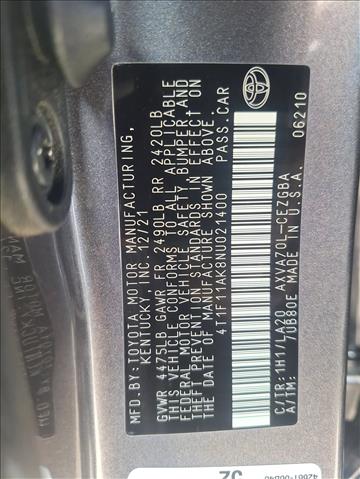 MFD.BY:TOYOTA MOTOR MANUFACTURING,
KENTUCKY, INC. 12/21
GVWR 4475LB GAWR FR 2490LB RR 2420LB
THIS VEHICLE CONFORMS TO ALL APPLICABLE
FEDERAL MOTOR VEHICLE SAFETY, BUMPER, AND
THEFT PREVENTION STANDARDS IN EFFECT ON
THE DATE OF MANUFACTURE SHOWN ABOVE.
4T1F11AK8NU021400 PASS.CAR
C/TR:1H1/LA20 AXVA70L-CEZGBA
A/TM: /UB80E MADE IN U.S.A.
06210